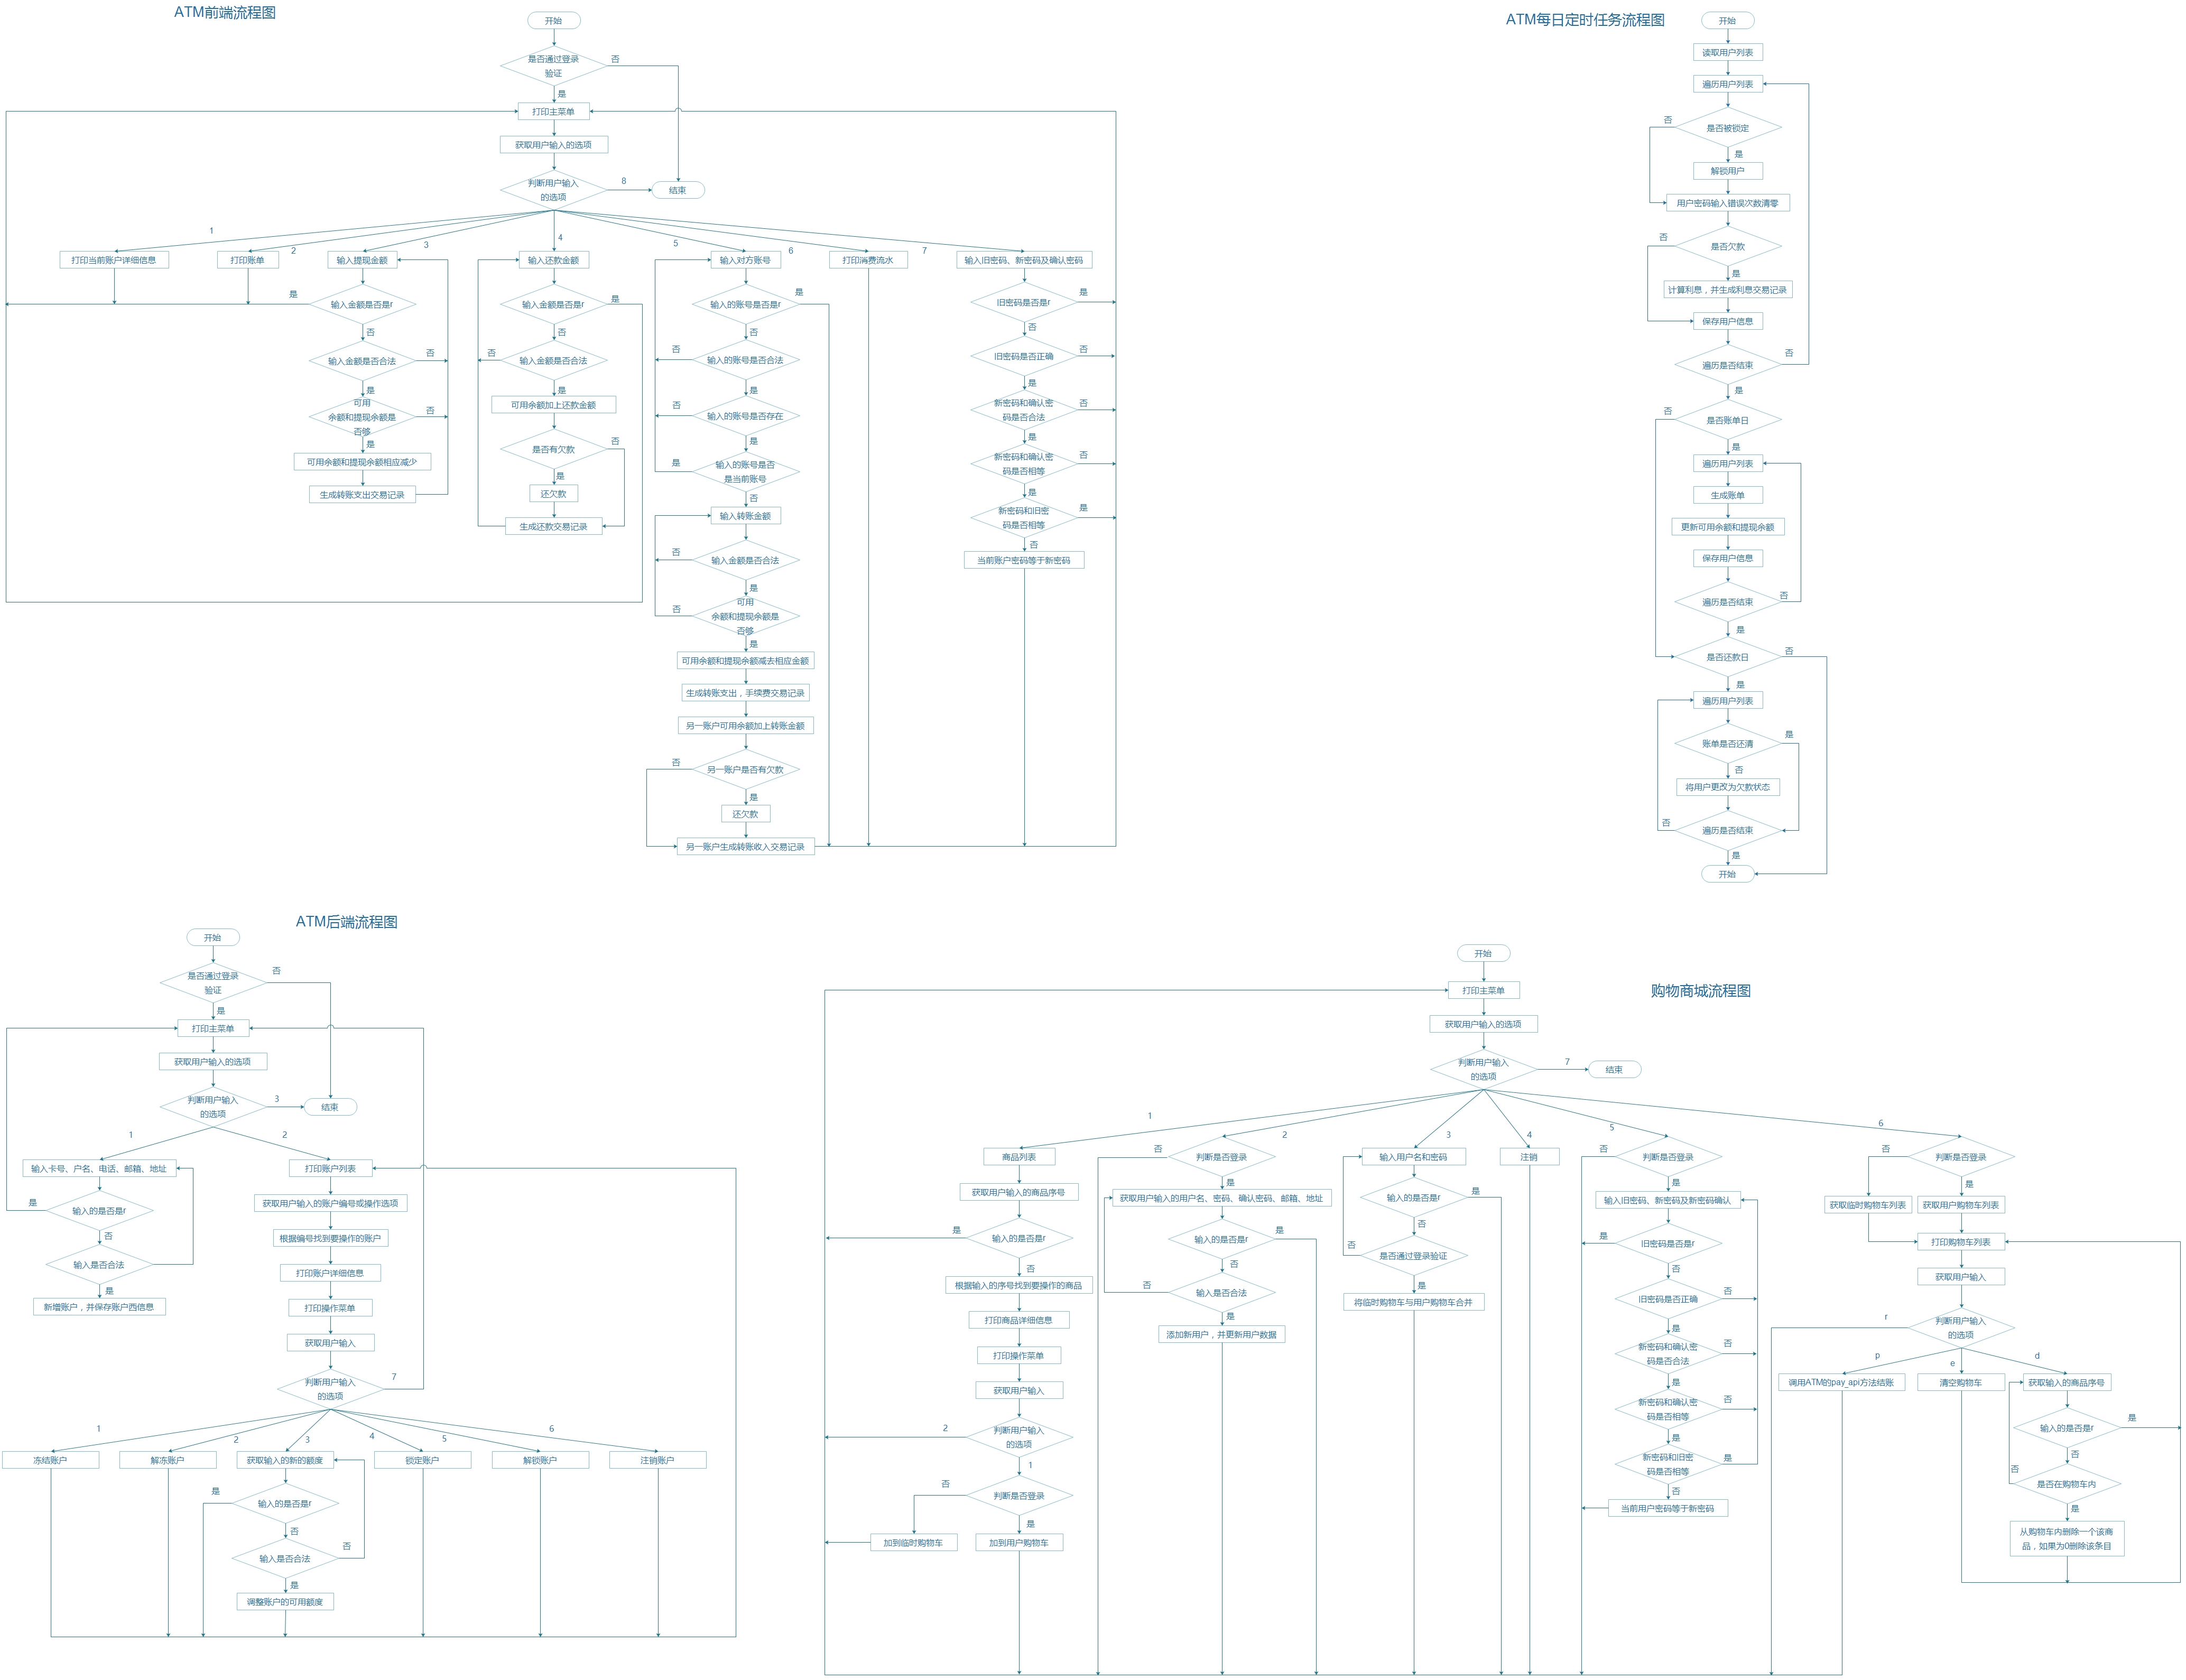 ATM前端流程图
开始
是否通过登录
验证
否
是
打印主菜单
获取用户输入的选项
判断用户输入
的选项
8
结束
1
2
3
4
5
6
7
打印当前账户详细信息
打印账单
输入提现金额
输入还款金额
输入对方账号
打印消费流水
输入旧密码、新密码及确认密码
是
输入金额是否是r
否
输入金额是否合法
否
是
可用
余额和提现余额是
否够
否
是
可用余额和提现余额相应减少
生成转账支出交易记录
输入金额是否是r
是
否
否
输入金额是否合法
是
可用余额加上还款金额
是否有欠款
否
是
还欠款
生成还款交易记录
输入的账号是否是r
是
否
输入的账号是否合法
是
否
输入的账号是否存在
是
是
输入的账号是否
是当前账号
否
输入转账金额
否
输入金额是否合法
是
可用
余额和提现余额是
否够
否
是
可用余额和提现余额减去相应金额
生成转账支出，手续费交易记录
另一账户可用余额加上转账金额
否
另一账户是否有欠款
是
还欠款
另一账户生成转账收入交易记录
旧密码是否是r
是
否
旧密码是否正确
否
是
新密码和确认密
码是否合法
否
是
新密码和确认密
码是否相等
否
是
新密码和旧密
码是否相等
是
否
当前账户密码等于新密码
ATM每日定时任务流程图
开始
读取用户列表
遍历用户列表
否
是否被锁定
是
解锁用户
用户密码输入错误次数清零
否
是否欠款
是
计算利息，并生成利息交易记录
保存用户信息
遍历是否结束
否
是
否
是否账单日
是
遍历用户列表
生成账单
更新可用余额和提现余额
保存用户信息
遍历是否结束
否
是
是否还款日
否
是
遍历用户列表
账单是否还清
是
否
将用户更改为欠款状态
否
遍历是否结束
是
开始
ATM后端流程图
开始
是否通过登录
验证
否
是
打印主菜单
获取用户输入的选项
判断用户输入
的选项
3
结束
1
2
输入卡号、户名、电话、邮箱、地址
是
输入的是否是r
否
输入是否合法
是
新增账户，并保存账户西信息
打印账户列表
获取用户输入的账户编号或操作选项
根据编号找到要操作的账户
打印账户详细信息
打印操作菜单
获取用户输入
判断用户输入
的选项
7
1
2
3
4
5
6
冻结账户
解冻账户
获取输入的新的额度
锁定账户
解锁账户
注销账户
是
输入的是否是r
否
输入是否合法
否
是
调整账户的可用额度
购物商城流程图
开始
打印主菜单
获取用户输入的选项
判断用户输入
的选项
7
结束
1
2
3
4
5
6
商品列表
获取用户输入的商品序号
是
输入的是否是r
否
根据输入的序号找到要操作的商品
打印商品详细信息
打印操作菜单
获取用户输入
2
判断用户输入
的选项
1
否
判断是否登录
是
加到临时购物车
加到用户购物车
否
判断是否登录
是
获取用户输入的用户名、密码、确认密码、邮箱、地址
输入的是否是r
是
否
否
输入是否合法
是
添加新用户，并更新用户数据
输入用户名和密码
输入的是否是r
是
否
否
是否通过登录验证
是
将临时购物车与用户购物车合并
注销
否
判断是否登录
是
输入旧密码、新密码及新密码确认
是
旧密码是否是r
否
旧密码是否正确
否
是
新密码和确认密
码是否合法
否
是
新密码和确认密
码是否相等
否
是
新密码和旧密
码是否相等
是
否
当前用户密码等于新密码
否
判断是否登录
是
获取临时购物车列表
获取用户购物车列表
打印购物车列表
获取用户输入
r
判断用户输入
的选项
p
e
d
调用ATM的pay_api方法结账
清空购物车
获取输入的商品序号
输入的是否是r
是
否
否
是否在购物车内
是
从购物车内删除一个该商
品，如果为0删除该条目